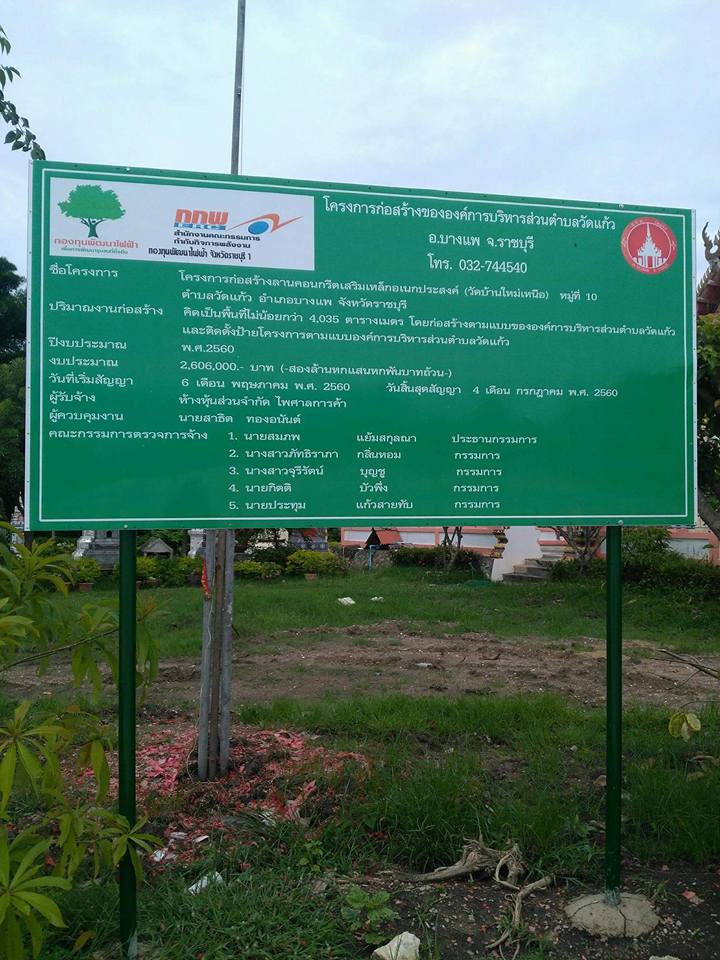 กองทุนพัฒนาไฟฟ้า
เพื่อการพัฒนาชุมชนที่ยั่งยืน
กกพ
ERC
สำนักงานคณะกรรมการ
กำกับกิจการพลังงาน
กองทุนพัฒนาไฟฟ้า จังหวัดราชบุรี 1
โครงการก่อสร้างขององค์การบริหารส่วนตำบลวัดแก้ว
อ.บางแพ จ.ราชบุรี
โทร. 032-744540
ชื่อโครงการ โครงการก่อสร้างลานคอนกรีตเสริมเหล็กอเนกประสงค์ (วัดบ้านใหม่เหนือ) หมู่ที่ 10
ตำบลวัดแก้ว อำเภอบางแพ จังหวัดราชบุรี
ปริมาณงานก่อสร้าง คิดเป็นพื้นที่ไม่น้อยกว่า 4,035 ตารางเมตร โดยก่อสร้างตามแบบขององค์การบริหารส่วนตำบลวัดแก้ว
และติดตั้งป้ายโครงการตามแบบองค์การบริหารส่วนตำบลวัดแก้ว
ปีงบประมาณ พ.ศ.2560
งบประมาณ 2,606,000.- บาท (-สองล้านหกแสนหกพันบาทถ้วน-)
วันที่เริ่มสัญญา 6 เดือน พฤษภาคม พ.ศ. 2560 วันสิ้นสุดสัญญา 4 เดือน กรกฎาคม พ.ศ. 2560
ผู้รับจ้าง ห้างหุ้นส่วนจำกัด ไพศาลการค้า
ผู้ควบคุมงาน นายสาธิต ทองอนันต์
คณะกรรมการตรวจการจ้าง 1. นายสมภพ แย้มสกุลณา ประธานกรรมการ
2. นางสาวภัทธิราภา กลิ่นหอม กรรมการ
3. นางสาวจุรีรัตน์ บุญชู กรรมการ
4. นายกิตติ บัวพึ่ง กรรมการ
5. นายประทุม แก้วสายทับ กรรมการ